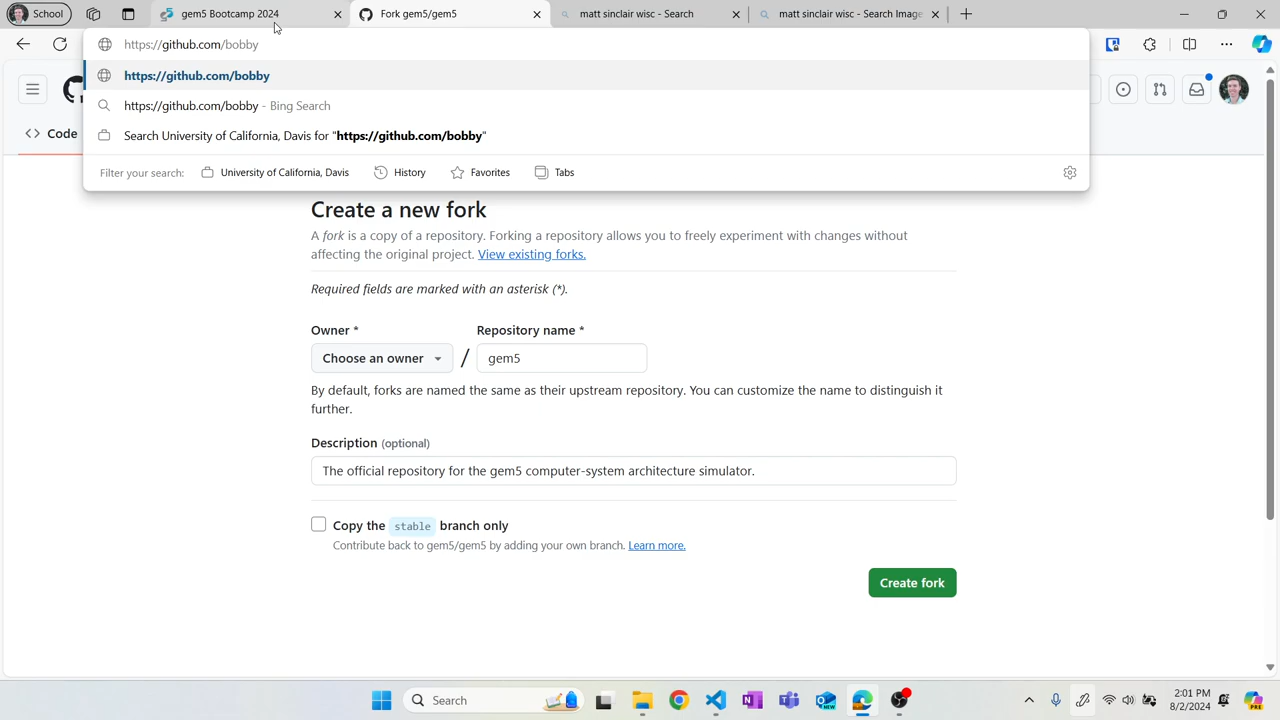 School
gem5 Bootcamp 2024
Fork gem5/gem5
matt sinclair wisc - Search
matt sinclair wisc - Search Image
https://github.com/bobby
https://github.com/bobby
https://github.com/bobby - Bing Search
Search University of California, Davis for "https://github.com/bobby"
Filter your search:
University of California, Davis
History
Favorites
Tabs
<> Code
Create a new fork
A fork is a copy of a repository. Forking a repository allows you to freely experiment with changes without
affecting the original project. View existing forks.
Required fields are marked with an asterisk (*).
Owner *
Repository name *
Choose an owner
/
gem5
By default, forks are named the same as their upstream repository. You can customize the name to distinguish it
further.
Description (optional)
The official repository for the gem5 computer-system architecture simulator.
Copy the stable branch only
Contribute back to gem5/gem5 by adding your own branch. Learn more.
Create fork
Search
2:01 PM
8/2/2024
PRE